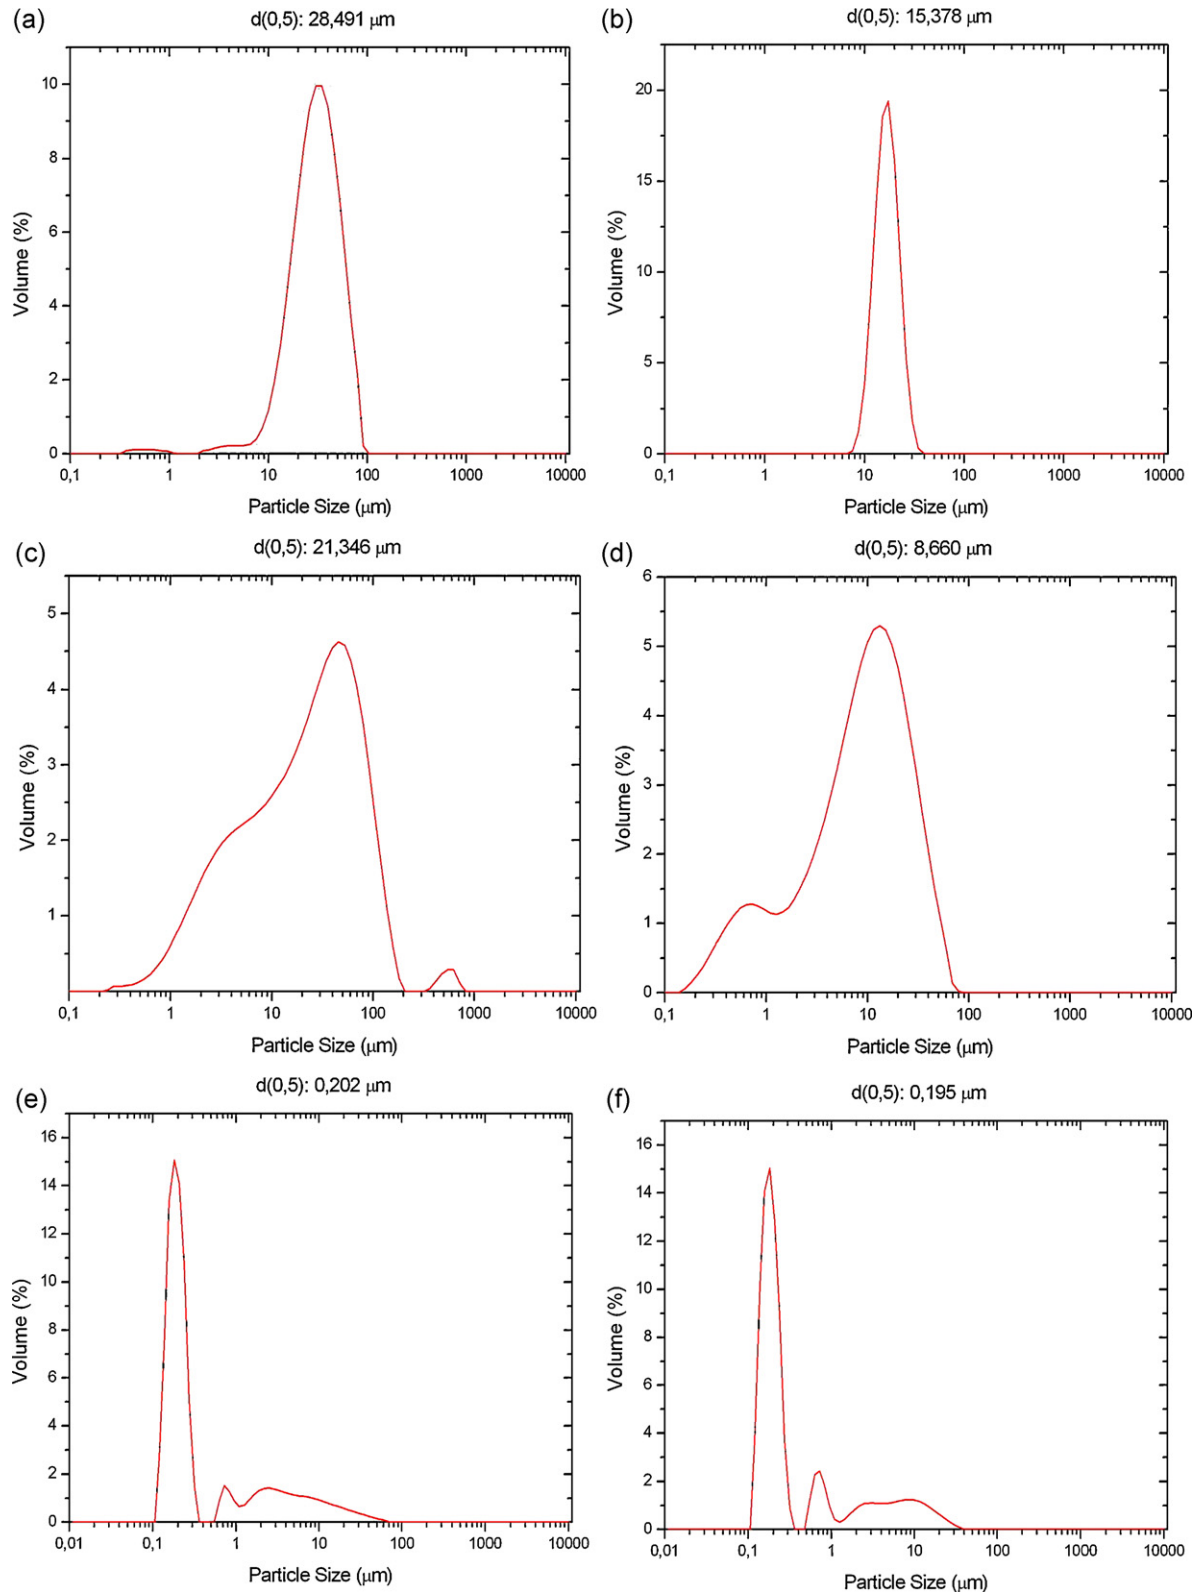 (a)
d(0,5): 28,491 μm
10
8
6
4
2
0
Volume (%)
0,1 1 10 100 1000 10000
Particle Size (μm)
(b)
d(0,5): 15,378 μm
20
15
10
5
0
Volume (%)
0,1 1 10 100 1000 10000
Particle Size (μm)
(c)
d(0,5): 21,346 μm
5
4
3
2
1
Volume (%)
0,1 1 10 100 1000 10000
Particle Size (μm)
(d)
d(0,5): 8,660 μm
6
5
4
3
2
1
0
Volume (%)
0,1 1 10 100 1000 10000
Particle Size (μm)
(e)
d(0,5): 0,202 μm
16
14
12
10
8
6
4
2
0
Volume (%)
0,01 0,1 1 10 100 1000 10000
Particle Size (μm)
(f)
d(0,5): 0,195 μm
16
14
12
10
8
6
4
2
0
Volume (%)
0,01 0,1 1 10 100 1000 10000
Particle Size (μm)